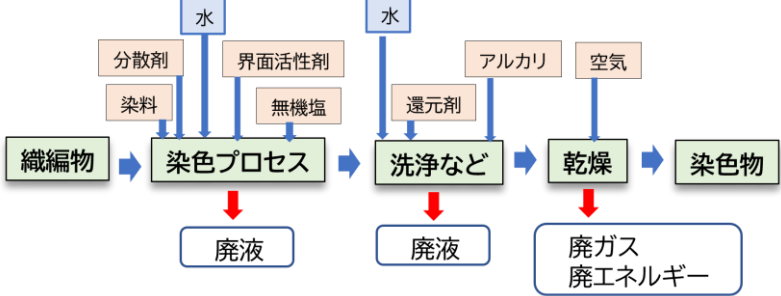 水
水
分散剤
界面活性剤
アルカリ
空気
染料
無機塩
還元剤
織編物
染色プロセス
洗浄など
乾燥
染色物
廃液
廃液
廃ガス
廃エネルギー